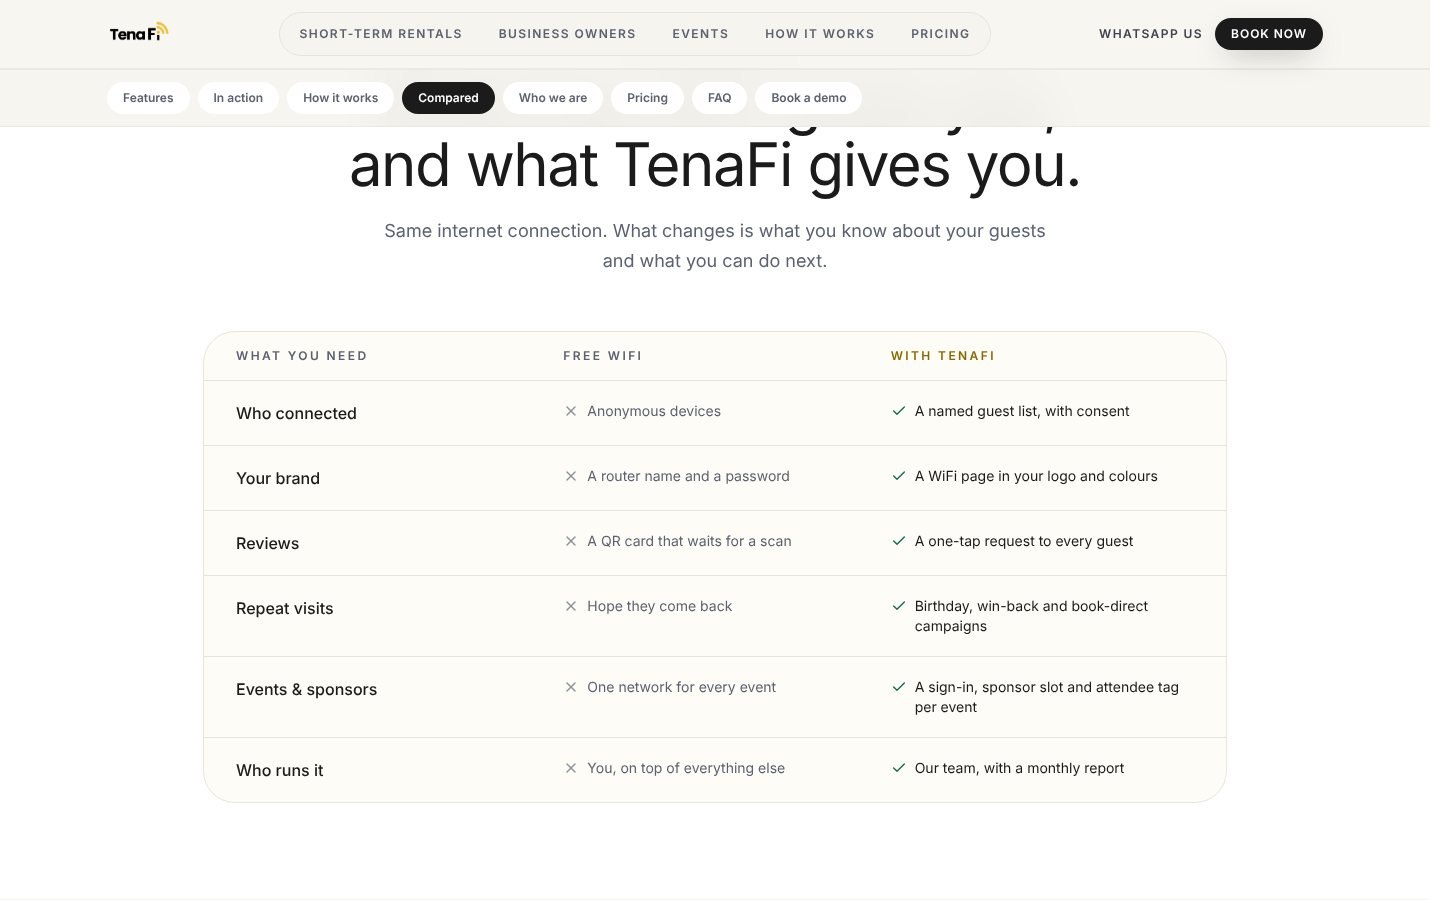 TenaFi
SHORT-TERM RENTALS
BUSINESS OWNERS
EVENTS
HOW IT WORKS
PRICING
WHATSAPP US
BOOK NOW
Features
In action
How it works
Compared
Who we are
Pricing
FAQ
Book a demo
and what TenaFi gives you.
Same internet connection. What changes is what you know about your guests
and what you can do next.
WHAT YOU NEED
FREE WIFI
WITH TENAFI
Who connected
Anonymous devices
A named guest list, with consent
Your brand
A router name and a password
A WiFi page in your logo and colours
Reviews
A QR card that waits for a scan
A one-tap request to every guest
Repeat visits
Hope they come back
Birthday, win-back and book-direct
campaigns
Events & sponsors
One network for every event
A sign-in, sponsor slot and attendee tag
per event
Who runs it
You, on top of everything else
Our team, with a monthly report